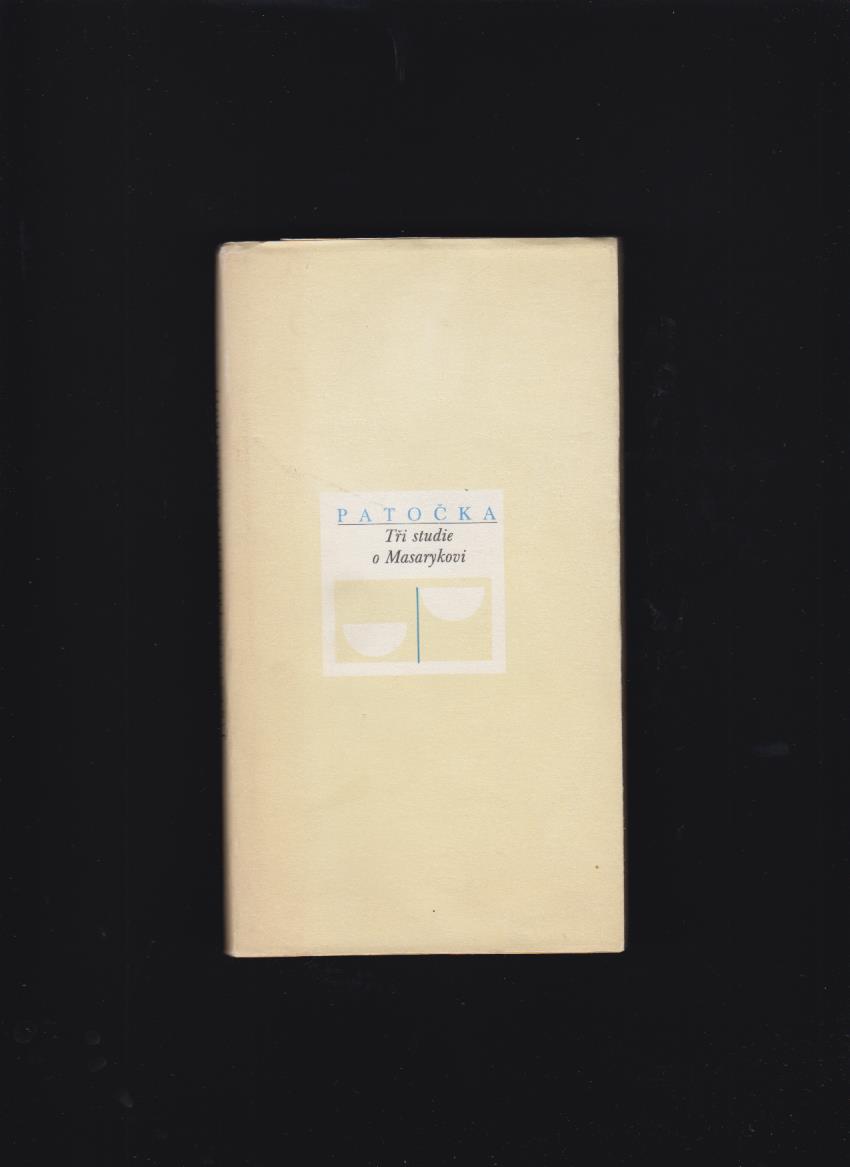 PATOČKA
Tři studie
o Masarykovi